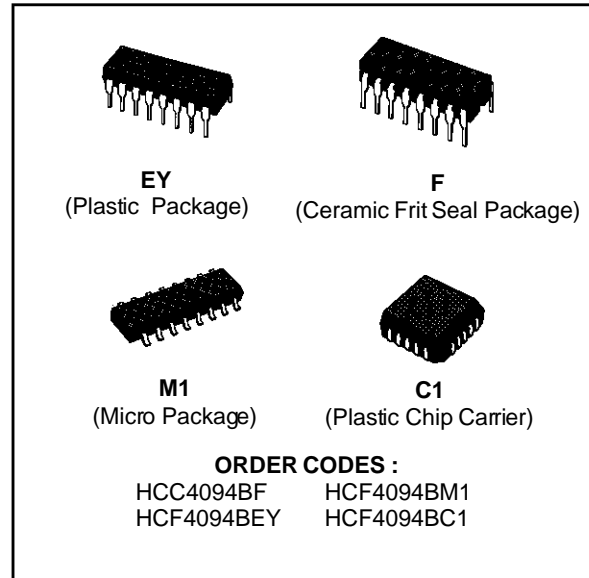 EY
(Plastic Package)
F
(Ceramic Frit Seal Package)
M1
(Micro Package)
C1
(Plastic Chip Carrier)
ORDER CODES :
HCC4094BF HCF4094BM1
HCF4094BEY HCF4094BC1